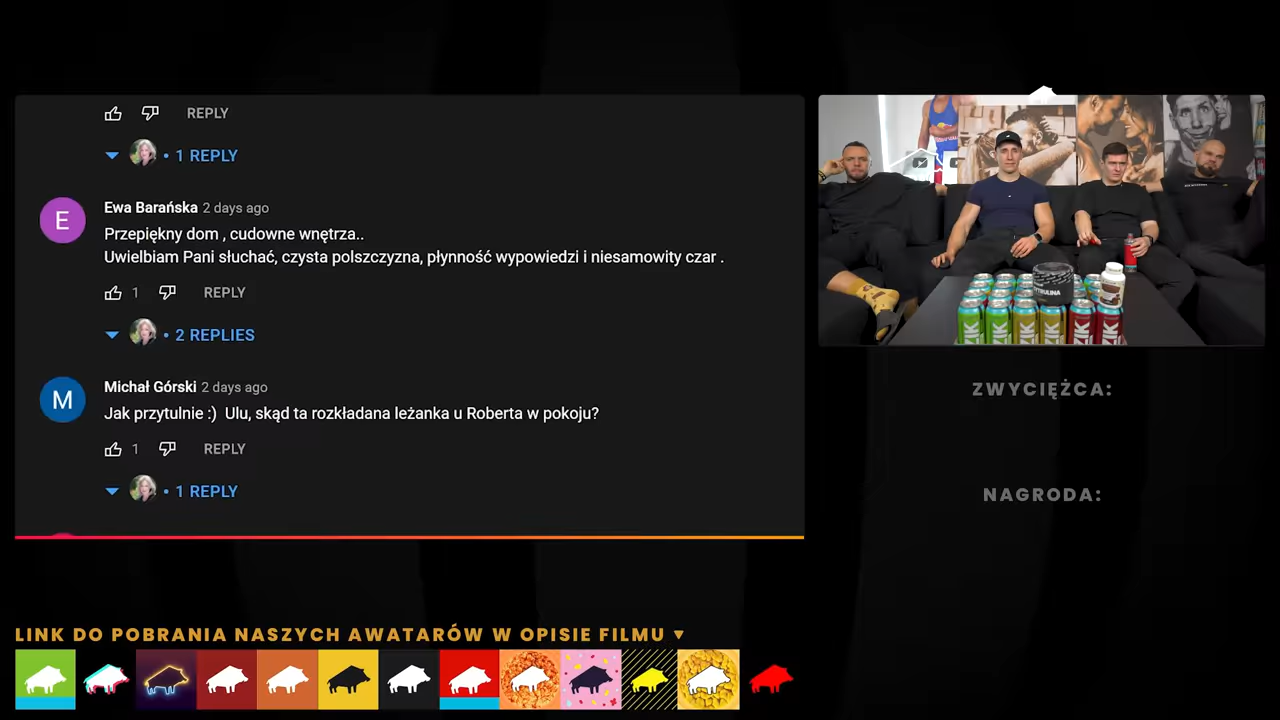 REPLY
• 1 REPLY
E
Ewa Barańska 2 days ago
Przepiękny dom , cudowne wnętrza..
Uwielbiam Pani słuchać, czysta polszczyzna, płynność wypowiedzi i niesamowity czar .
1 REPLY
• 2 REPLIES
M
Michał Górski 2 days ago
Jak przytulnie :) Ulu, skąd ta rozkładana leżanka u Roberta w pokoju?
1 REPLY
• 1 REPLY
ZWYCIĘŻCA:
NAGRODA:
LINK DO POBRANIA NASZYCH AWATARÓW W OPISIE FILMU ▼